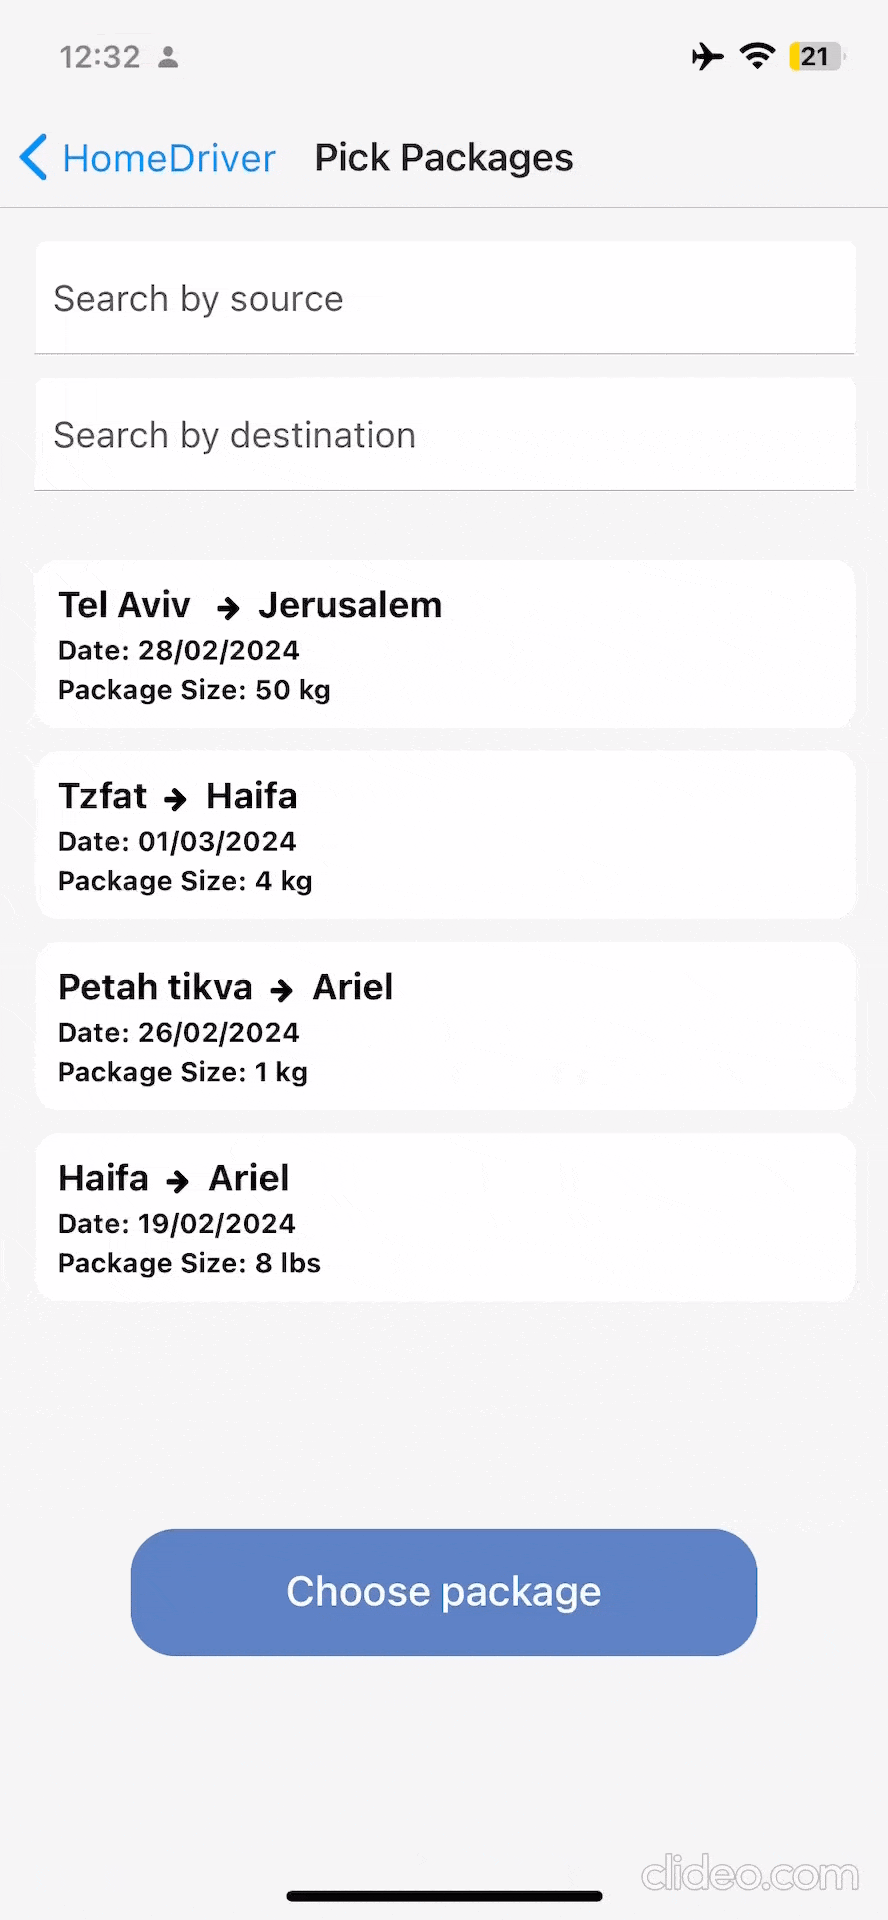 12:32
21
HomeDriver Pick Packages
Search by source
Search by destination
Tel Aviv → Jerusalem
Date: 28/02/2024
Package Size: 50 kg
Tzfat → Haifa
Date: 01/03/2024
Package Size: 4 kg
Petah tikva → Ariel
Date: 26/02/2024
Package Size: 1 kg
Haifa → Ariel
Date: 19/02/2024
Package Size: 8 lbs
Choose package
clideo.com